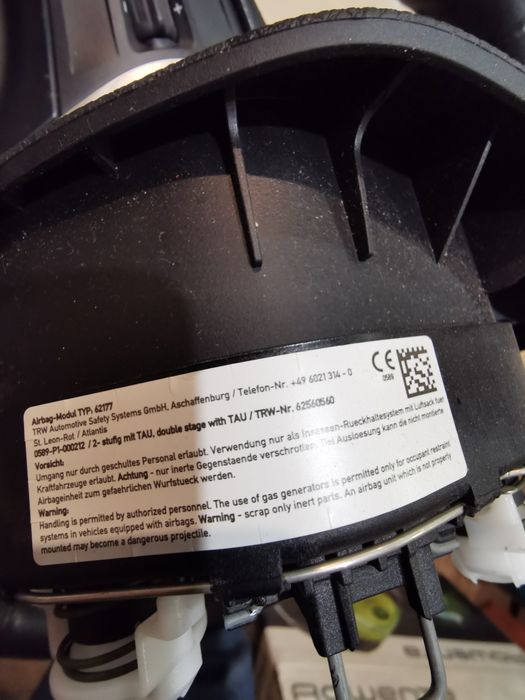 CE
0589
Airbag-Modul TYP: 62177
TRW Automotive Safety Systems GmbH, Aschaffenburg / Telefon-Nr. +49 6021 314 - 0
St. Leon-Rot / Atlantis
0589-P1-000212 / 2- stufig mit TAU, double stage with TAU / TRW-Nr. 62560560
Vorsicht:
Umgang nur durch geschultes Personal erlaubt. Verwendung nur als Insassen-Rueckhaltesystem mit Luftsack fuer
Kraftfahrzeuge erlaubt. Achtung - nur inerte Gegenstaende verschrotten. Bei Ausloesung kann die nicht montierte
Airbageinheit zum gefaehrlichen Wurfstueck werden.
Warning:
Handling is permitted by authorized personnel. The use of gas generators is permitted only for occupant restraint
systems in vehicles equipped with airbags. Warning - scrap only inert parts. An airbag unit which is not properly
mounted may become a dangerous projectile.
Rowenta